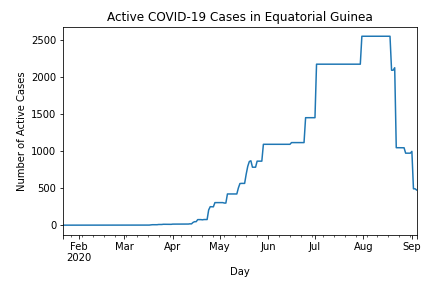 Active COVID-19 Cases in Equatorial Guinea
Number of Active Cases
2500
2000
1500
1000
500
0
Feb Mar Apr May Jun Jul Aug Sep
2020
Day